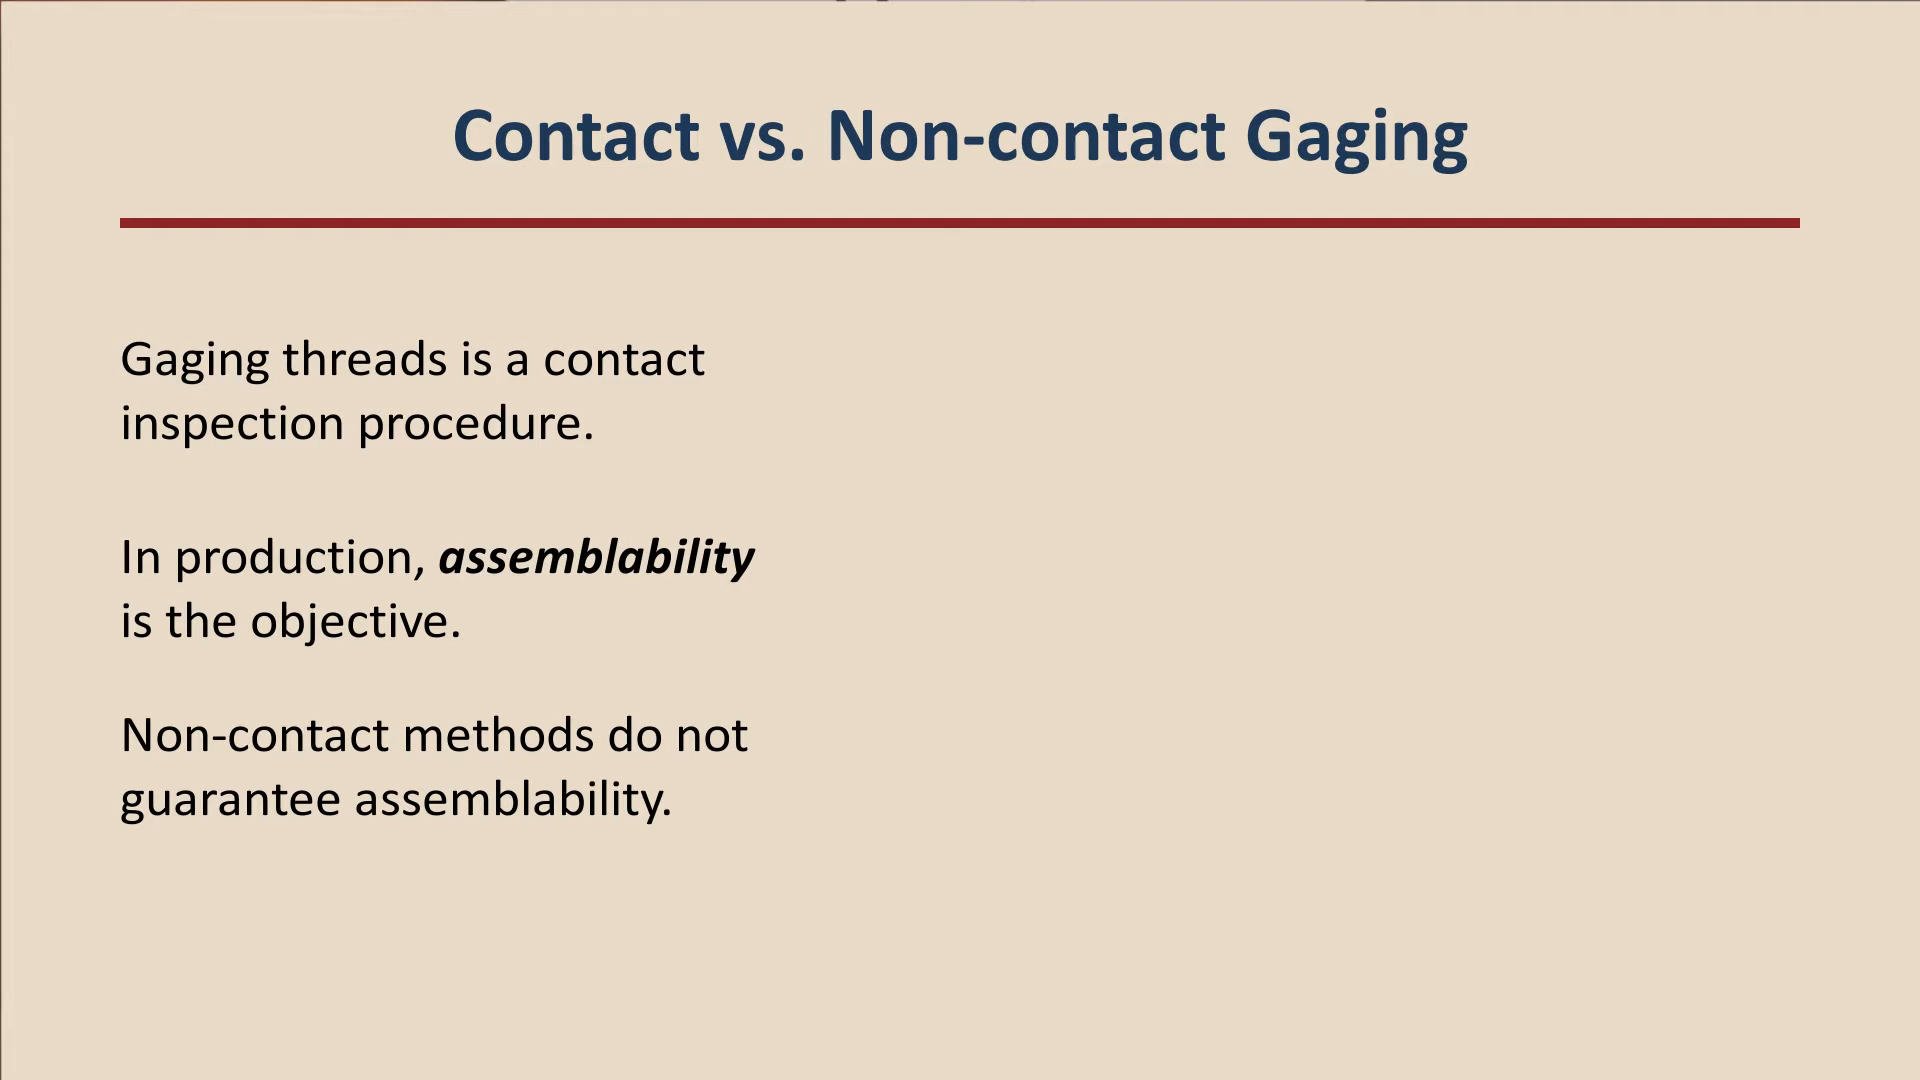 Contact vs. Non-contact Gaging
Gaging threads is a contact
inspection procedure.
In production, assemblability
is the objective.
Non-contact methods do not
guarantee assemblability.